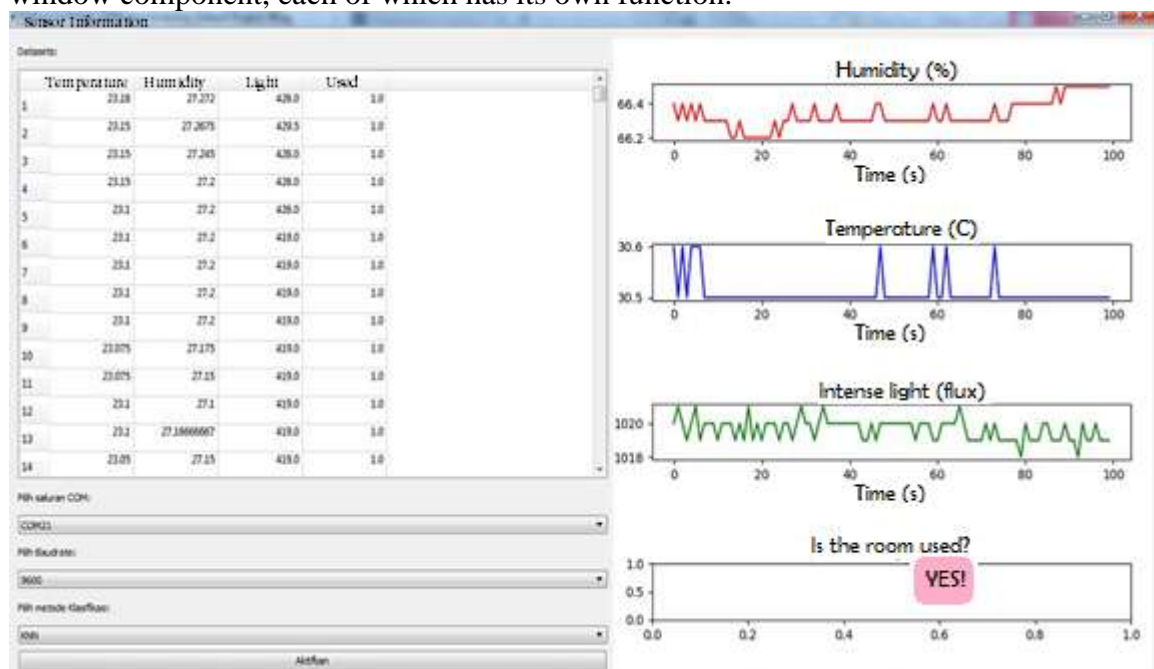 window component, each of which has its own function.
Sensor Information
Datasets:
Temperature Humidity Light Used
1 23.18 27.272 426.0 1.0
2 23.15 27.2675 429.5 1.0
3 23.15 27.245 426.0 1.0
4 23.15 27.2 426.0 1.0
5 23.1 27.2 426.0 1.0
6 23.1 27.2 419.0 1.0
7 23.1 27.2 419.0 1.0
8 23.1 27.2 419.0 1.0
9 23.1 27.2 419.0 1.0
10 23.075 27.175 419.0 1.0
11 23.075 27.15 419.0 1.0
12 23.1 27.1 419.0 1.0
13 23.1 27.16666667 419.0 1.0
14 23.05 27.15 419.0 1.0
Pilih saluran COM:
COM21
Pilih Baudrate:
9600
Pilih metode Klasifikasi:
KNN
Aktifkan
Humidity (%)
66.4
66.2
0 20 40 60 80 100
Time (s)
Temperature (C)
30.6
30.5
0 20 40 60 80 100
Time (s)
Intense light (flux)
1020
1018
0 20 40 60 80 100
Time (s)
Is the room used?
YES!
1.0
0.5
0.0
0.0 0.2 0.4 0.6 0.8 1.0